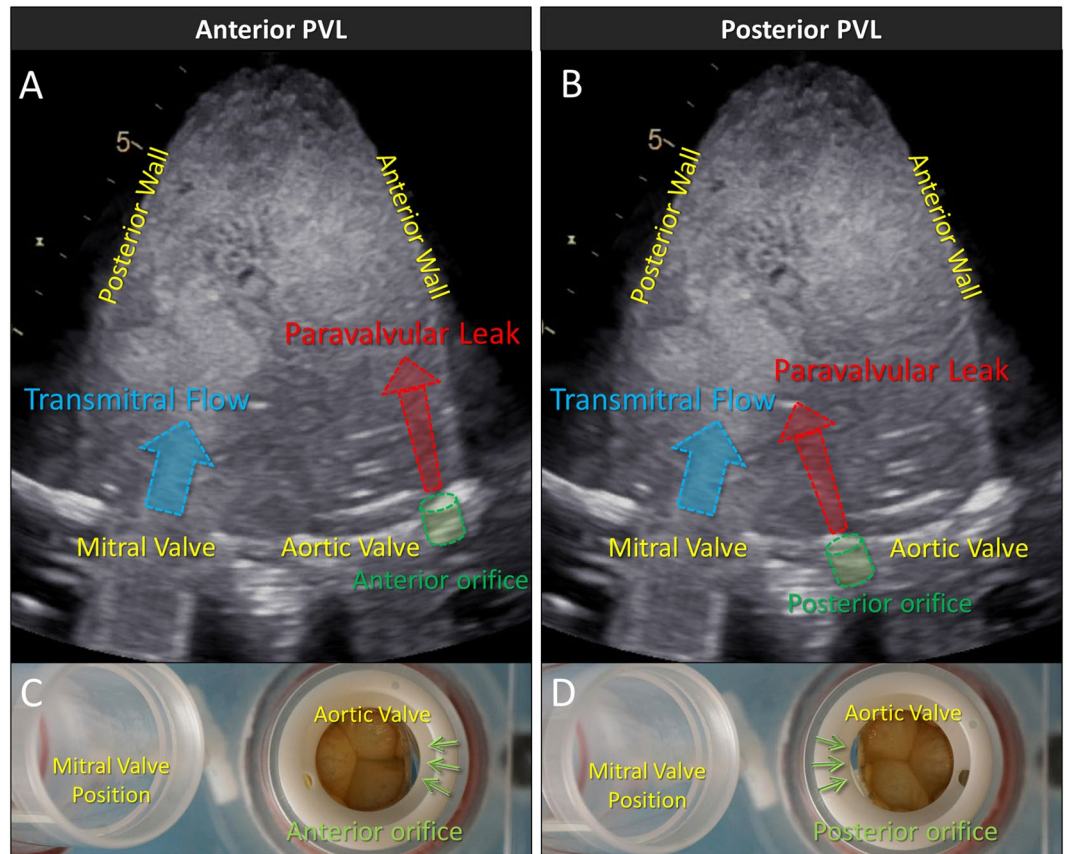 Anterior PVL
Posterior PVL
A
5
Posterior Wall
Anterior Wall
Paravalvular Leak
Transmitral Flow
Mitral Valve
Aortic Valve
Anterior orifice
B
5
Posterior Wall
Anterior Wall
Paravalvular Leak
Transmitral Flow
Mitral Valve
Aortic Valve
Posterior orifice
C
Aortic Valve
Mitral Valve
Position
Anterior orifice
D
Aortic Valve
Mitral Valve
Position
Posterior orifice